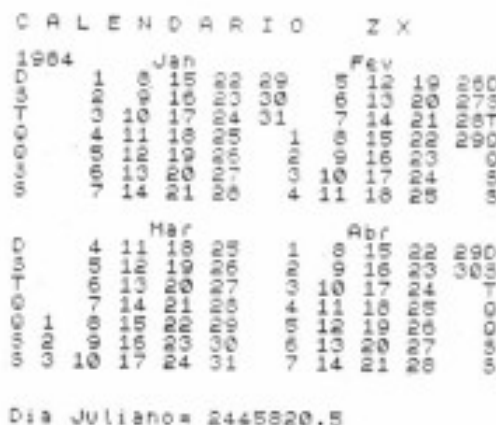 C A L E N D A R I O Z X
1984 Jan Fev
D 1 8 15 22 29 5 12 19 26D
S 2 9 16 23 30 6 13 20 27S
T 3 10 17 24 31 7 14 21 28T
Q 4 11 18 25 1 8 15 22 29Q
Q 5 12 19 26 2 9 16 23 Q
S 6 13 20 27 3 10 17 24 S
S 7 14 21 28 4 11 18 25 S
Mar Abr
D 4 11 18 25 1 8 15 22 29D
S 5 12 19 26 2 9 16 23 30S
T 6 13 20 27 3 10 17 24 T
Q 7 14 21 28 4 11 18 25 Q
Q 1 8 15 22 29 5 12 19 26 Q
S 2 9 16 23 30 6 13 20 27 S
S 3 10 17 24 31 7 14 21 28 S
Dia Juliano= 2445820.5